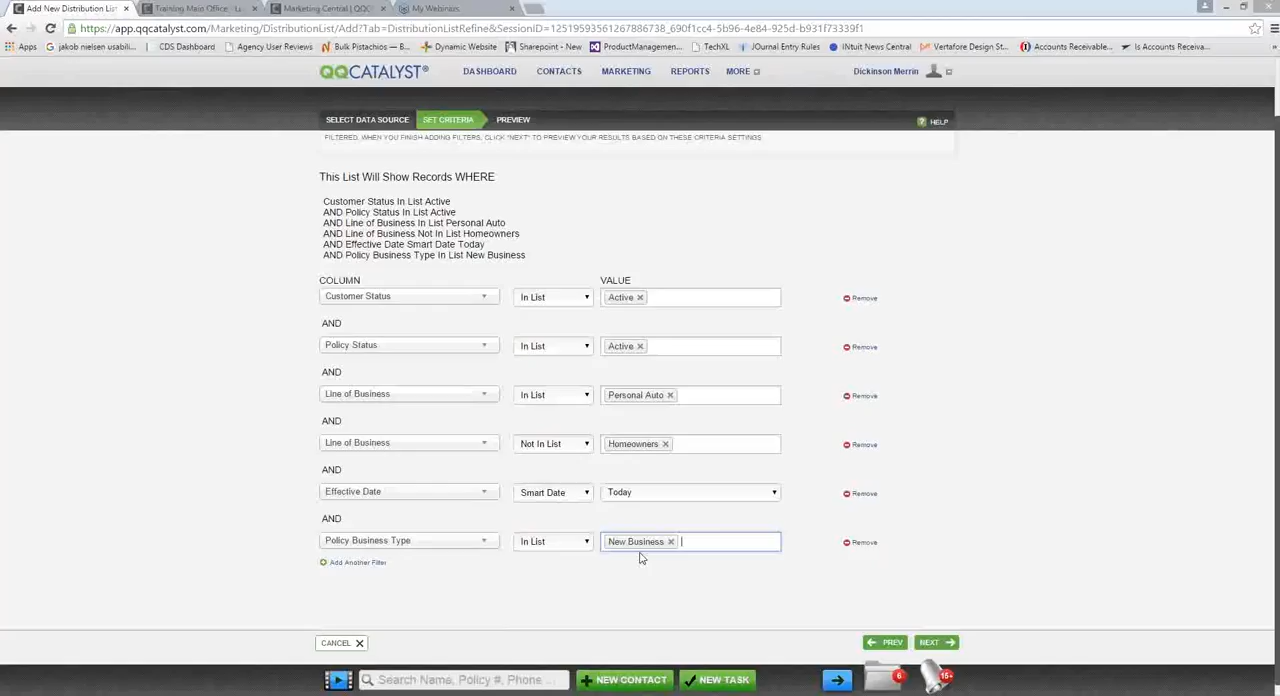 Add New Distribution List
Training Main Office - L
Marketing Central | QQC
My Webinars
https://app.qqcatalyst.com/Marketing/DistributionList/Add?Tab=DistributionListRefine&SessionID=12519593561267886738_690f1cc4-5b96-4e84-925d-b931f73339f1
Apps
jakob nielsen usabili...
CDS Dashboard
Agency User Reviews
Bulk Pistachios — B...
Dynamic Website
Sharepoint - New
ProductManagemen...
TechXL
JOurnal Entry Rules
INtuit News Central
Vertafore Design St...
Accounts Receivable...
Is Accounts Receiva...
QQCATALYST®
DASHBOARD
CONTACTS
MARKETING
REPORTS
MORE
Dickinson Merrin
SELECT DATA SOURCE
SET CRITERIA
PREVIEW
HELP
FILTERED. WHEN YOU FINISH ADDING FILTERS, CLICK "NEXT" TO PREVIEW YOUR RESULTS BASED ON THESE CRITERIA SETTINGS
This List Will Show Records WHERE
Customer Status In List Active
AND Policy Status In List Active
AND Line of Business In List Personal Auto
AND Line of Business Not In List Homeowners
AND Effective Date Smart Date Today
AND Policy Business Type In List New Business
COLUMN
VALUE
Customer Status
In List
Active
Remove
AND
Policy Status
In List
Active
Remove
AND
Line of Business
In List
Personal Auto
Remove
AND
Line of Business
Not In List
Homeowners
Remove
AND
Effective Date
Smart Date
Today
Remove
AND
Policy Business Type
In List
New Business
Remove
Add Another Filter
CANCEL
PREV
NEXT
Search Name, Policy #, Phone ...
NEW CONTACT
NEW TASK
6
15+